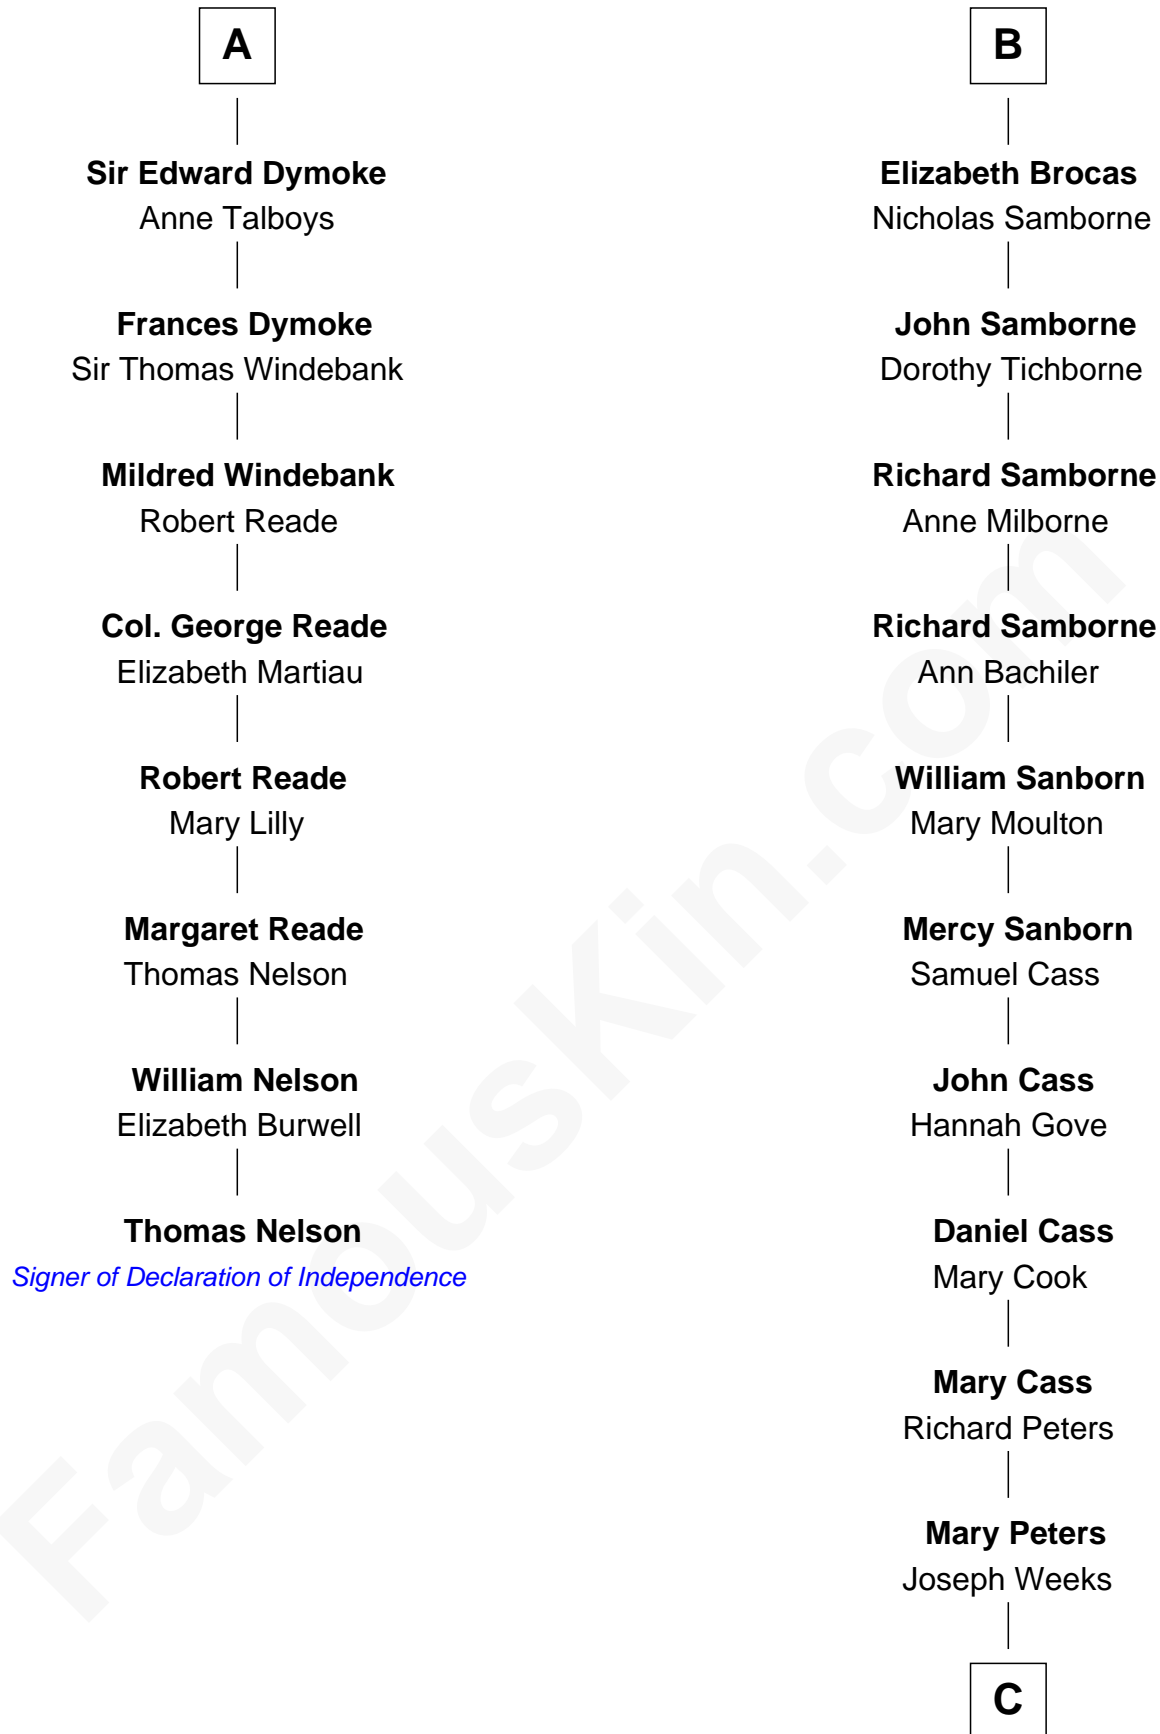 A
Sir Edward Dymoke
Anne Talboys
Frances Dymoke
Sir Thomas Windebank
Mildred Windebank
Robert Reade
Col. George Reade
Elizabeth Martiau
Robert Reade
Mary Lilly
Margaret Reade
Thomas Nelson
William Nelson
Elizabeth Burwell
Thomas Nelson
Signer of Declaration of Independence
B
Elizabeth Brocas
Nicholas Samborne
John Samborne
Dorothy Tichborne
Richard Samborne
Anne Milborne
Richard Samborne
Ann Bachiler
William Sanborn
Mary Moulton
Mercy Sanborn
Samuel Cass
John Cass
Hannah Gove
Daniel Cass
Mary Cook
Mary Cass
Richard Peters
Mary Peters
Joseph Weeks
C
FamousKin.com